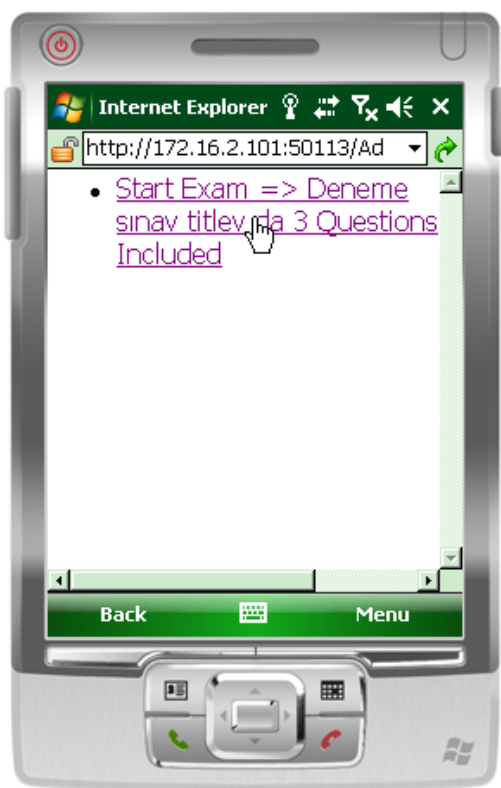 Internet Explorer
http://172.16.2.101:50113/Ad
Start Exam => Deneme
sınav titlev da 3 Questions
Included
Back Menu